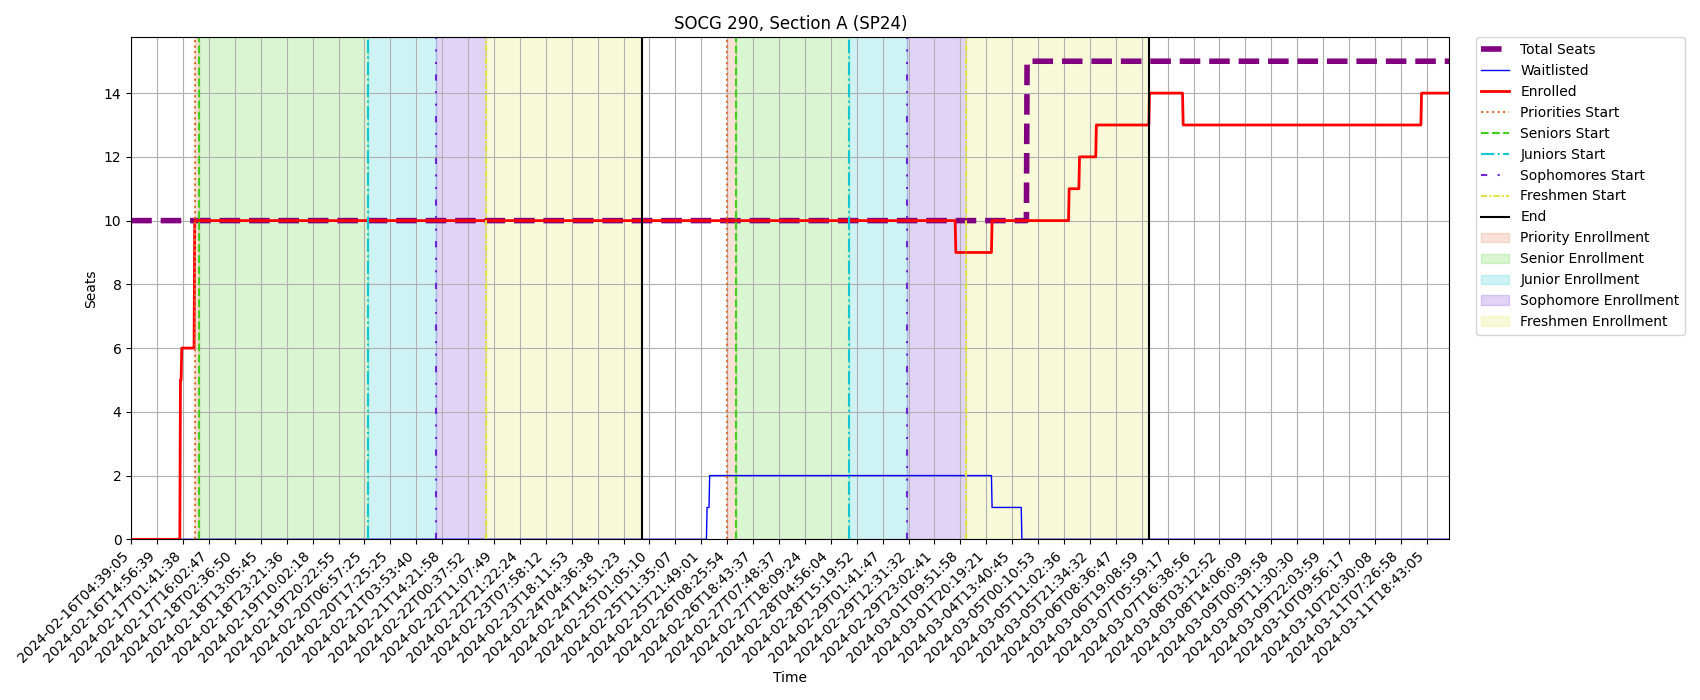 SOCG 290, Section A (SP24)
Total Seats
Waitlisted
Enrolled
Priorities Start
Seniors Start
Juniors Start
Sophomores Start
Freshmen Start
End
Priority Enrollment
Senior Enrollment
Junior Enrollment
Sophomore Enrollment
Freshmen Enrollment
Seats
14
12
10
8
6
4
2
0
2024-02-16T04:39:05
2024-02-16T14:56:39
2024-02-17T01:41:38
2024-02-17T16:02:47
2024-02-18T02:36:50
2024-02-18T13:05:45
2024-02-18T23:21:36
2024-02-19T10:02:18
2024-02-19T20:22:55
2024-02-20T06:57:25
2024-02-20T17:25:25
2024-02-21T03:53:40
2024-02-21T14:21:58
2024-02-22T00:37:52
2024-02-22T11:07:49
2024-02-22T21:22:24
2024-02-23T07:58:12
2024-02-23T18:11:53
2024-02-24T04:36:38
2024-02-24T14:51:23
2024-02-25T01:05:10
2024-02-25T11:35:07
2024-02-25T21:49:01
2024-02-26T08:25:54
2024-02-26T18:43:37
2024-02-27T07:48:37
2024-02-27T18:09:24
2024-02-28T04:56:04
2024-02-28T15:19:52
2024-02-29T01:41:47
2024-02-29T12:31:32
2024-02-29T23:02:41
2024-03-01T09:51:58
2024-03-01T20:19:21
2024-03-04T13:40:45
2024-03-05T00:10:53
2024-03-05T11:02:36
2024-03-05T21:34:32
2024-03-06T08:36:47
2024-03-06T19:08:59
2024-03-07T05:59:17
2024-03-07T16:38:56
2024-03-08T03:12:52
2024-03-08T14:06:09
2024-03-09T00:39:58
2024-03-09T11:30:30
2024-03-09T22:03:59
2024-03-10T09:56:17
2024-03-10T20:30:08
2024-03-11T07:26:58
2024-03-11T18:43:05
Time